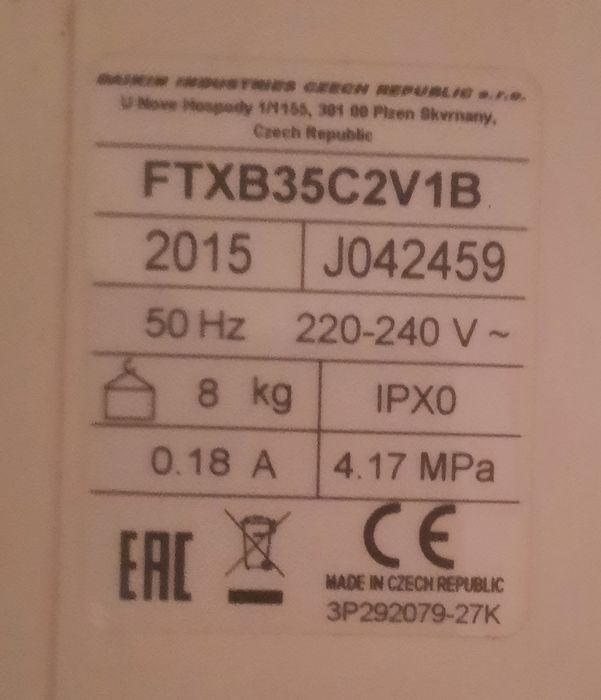 DAIKIN INDUSTRIES CZECH REPUBLIC s.r.o.
U Nove Hospody 1/1155, 301 00 Plzen Skvrnany,
Czech Republic
FTXB35C2V1B
2015 J042459
50 Hz 220-240 V ~
8 kg IPX0
0.18 A 4.17 MPa
EAC CE
MADE IN CZECH REPUBLIC
3P292079-27K